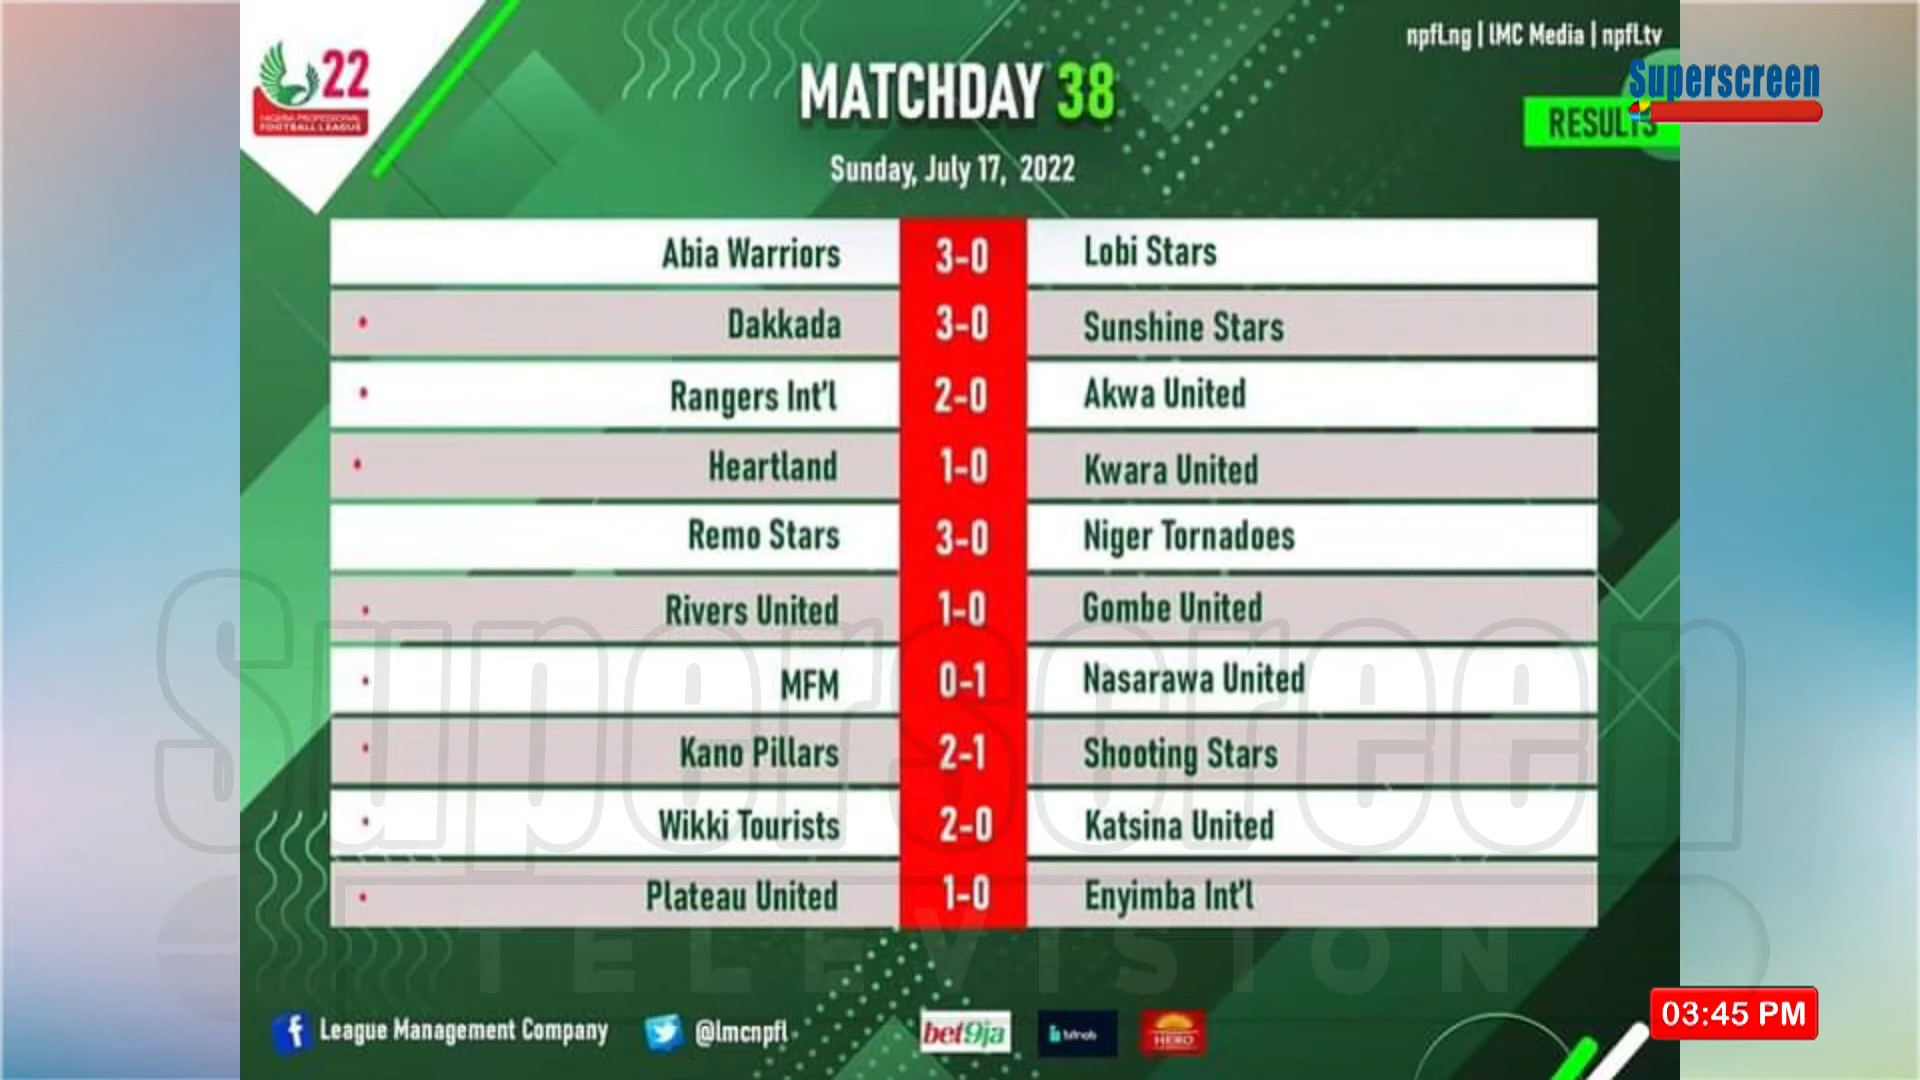 npfl.ng | LMC Media | npfl.tv
Superscreen
22
NIGERIA PROFESSIONAL
FOOTBALL LEAGUE
MATCHDAY 38
RESULTS
Sunday, July 17, 2022
Abia Warriors 3-0 Lobi Stars
Dakkada 3-0 Sunshine Stars
Rangers Int'l 2-0 Akwa United
Heartland 1-0 Kwara United
Remo Stars 3-0 Niger Tornadoes
Rivers United 1-0 Gombe United
MFM 0-1 Nasarawa United
Kano Pillars 2-1 Shooting Stars
Wikki Tourists 2-0 Katsina United
Plateau United 1-0 Enyimba Int'l
Superscreen
TELEVISION
League Management Company
@lmcnpfl
bet9ja
HERO
03:45 PM